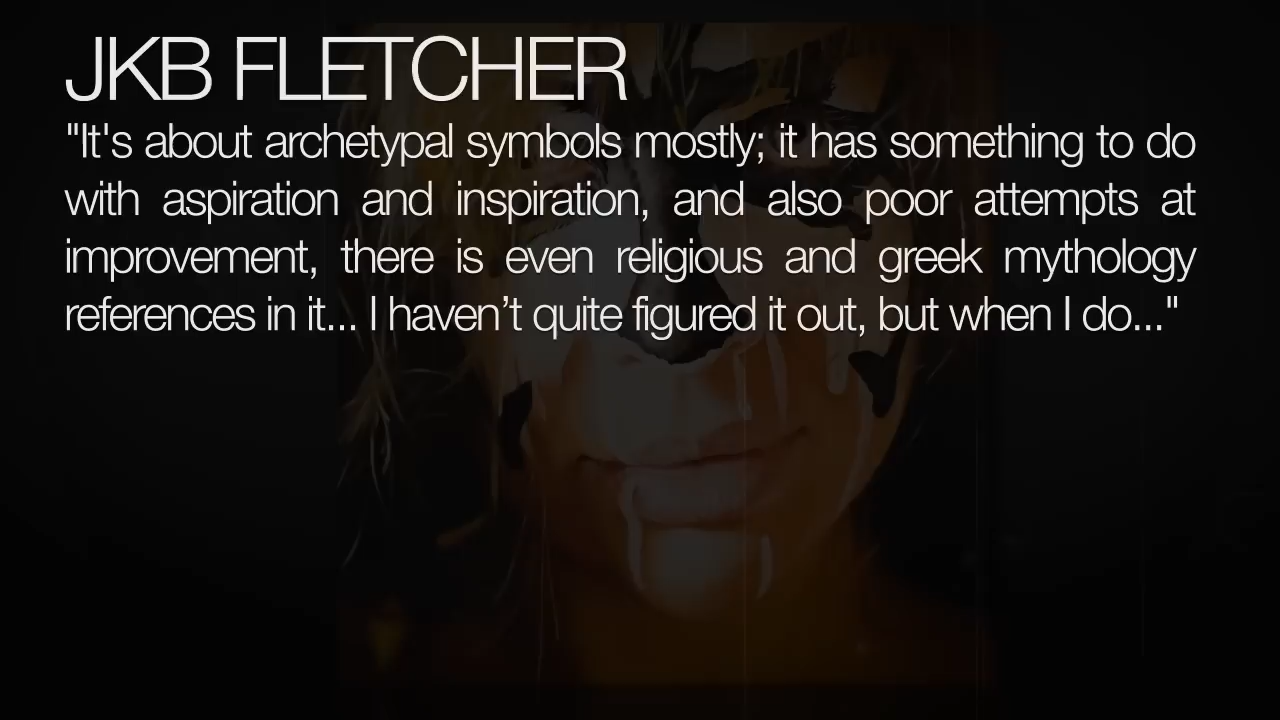 JKB FLETCHER
"It's about archetypal symbols mostly; it has something to do
with aspiration and inspiration, and also poor attempts at
improvement, there is even religious and greek mythology
references in it... I haven’t quite figured it out, but when I do..."